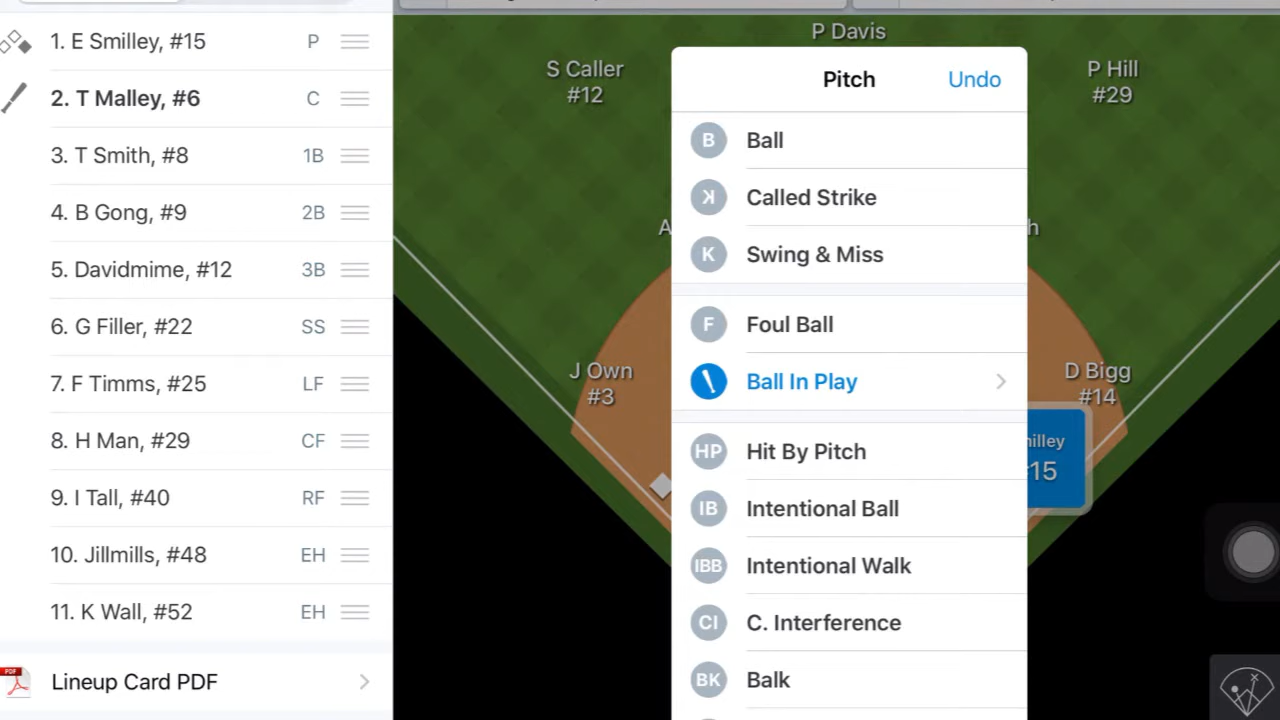 1. E Smilley, #15 P
2. T Malley, #6 C
3. T Smith, #8 1B
4. B Gong, #9 2B
5. Davidmime, #12 3B
6. G Filler, #22 SS
7. F Timms, #25 LF
8. H Man, #29 CF
9. I Tall, #40 RF
10. Jillmills, #48 EH
11. K Wall, #52 EH
PDF
Lineup Card PDF
P Davis
S Caller
#12
P Hill
#29
J Own
#3
D Bigg
#14
Pitch Undo
B Ball
K Called Strike
K Swing & Miss
F Foul Ball
Ball In Play
HP Hit By Pitch
IB Intentional Ball
IBB Intentional Walk
CI C. Interference
BK Balk